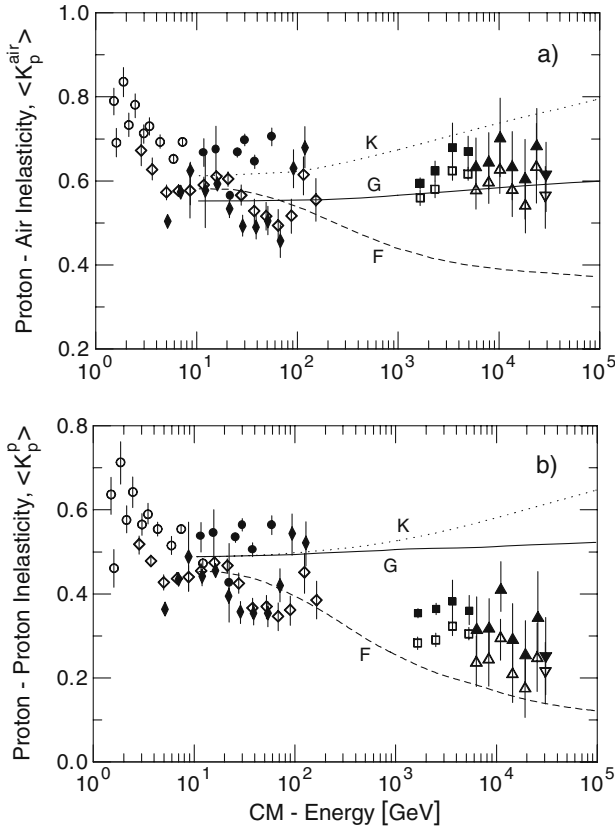 Proton - Air Inelasticity, <K_p^air>
1.0
0.8
0.6
0.4
0.2
a)
K
G
F
10^0 10^1 10^2 10^3 10^4 10^5
Proton - Proton Inelasticity, <K_p^p>
0.8
0.6
0.4
0.2
0.0
b)
K
G
F
10^0 10^1 10^2 10^3 10^4 10^5
CM - Energy [GeV]